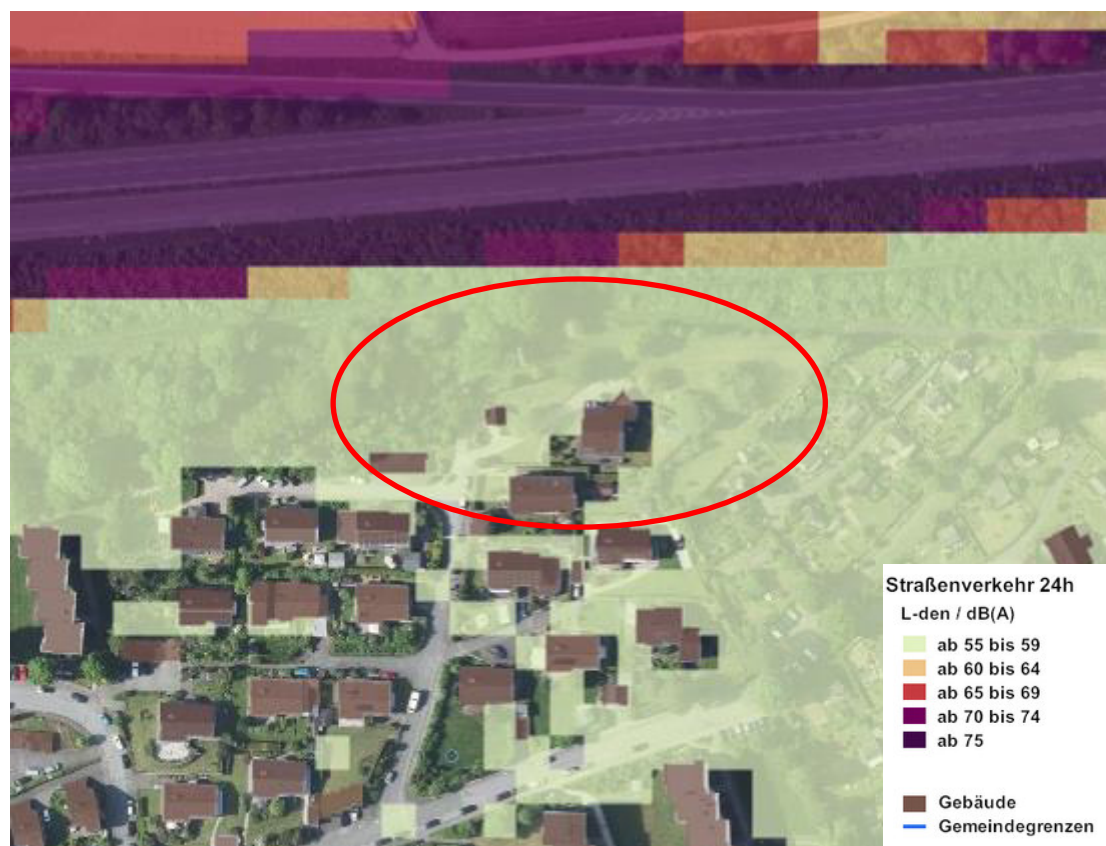 Straßenverkehr 24h
L-den / dB(A)
ab 55 bis 59
ab 60 bis 64
ab 65 bis 69
ab 70 bis 74
ab 75
Gebäude
Gemeindegrenzen